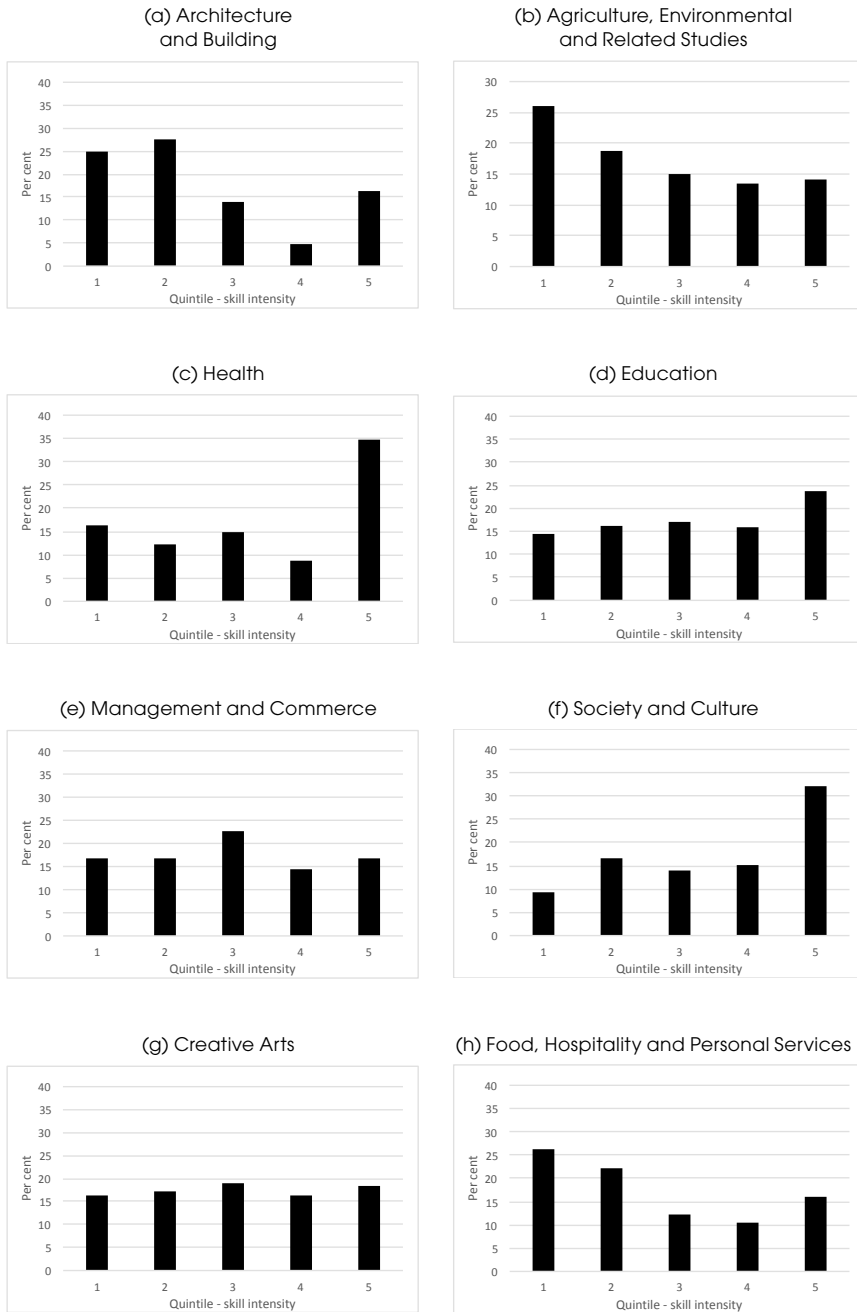 (a) Architecture
and Building
40
35
30
25
20
15
10
5
0
Per cent
1 2 3 4 5
Quintile - skill intensity
(b) Agriculture, Environmental
and Related Studies
30
25
20
15
10
5
0
Per cent
1 2 3 4 5
Quintile - skill intensity
(c) Health
40
35
30
25
20
15
10
5
0
Per cent
1 2 3 4 5
Quintile - skill intensity
(d) Education
40
35
30
25
20
15
10
5
0
Per cent
1 2 3 4 5
Quintile - skill intensity
(e) Management and Commerce
40
35
30
25
20
15
10
5
0
Per cent
1 2 3 4 5
Quintile - skill intensity
(f) Society and Culture
40
35
30
25
20
15
10
5
0
Per cent
1 2 3 4 5
Quintile - skill intensity
(g) Creative Arts
40
35
30
25
20
15
10
5
0
Per cent
1 2 3 4 5
Quintile - skill intensity
(h) Food, Hospitality and Personal Services
40
35
30
25
20
15
10
5
0
Per cent
1 2 3 4 5
Quintile - skill intensity